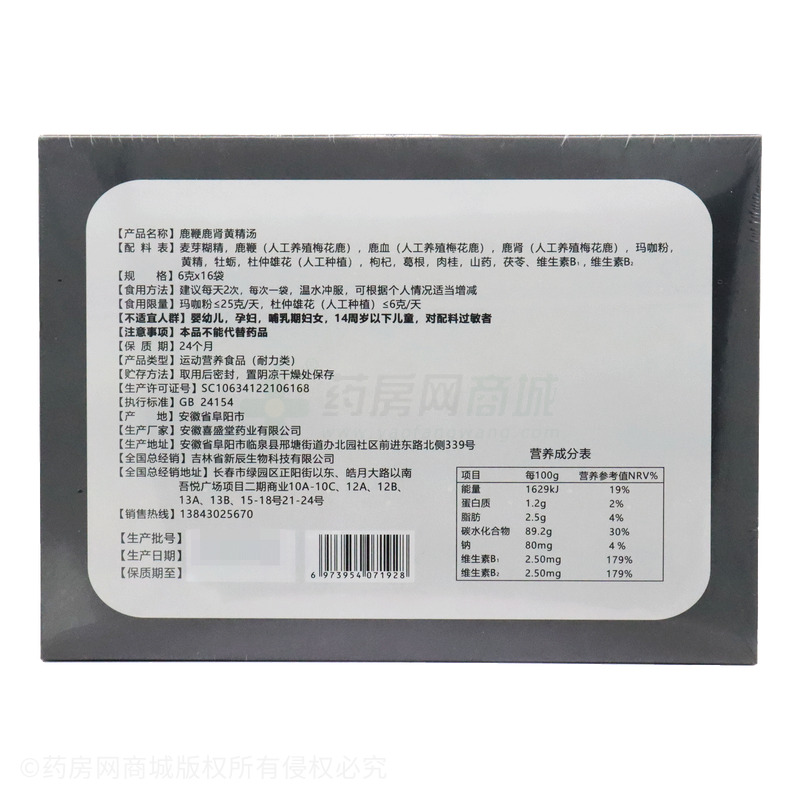 【产品名称】鹿鞭鹿肾黄精汤
【配 料 表】麦芽糊精，鹿鞭（人工养殖梅花鹿），鹿血（人工养殖梅花鹿），鹿肾（人工养殖梅花鹿），玛咖粉，
黄精，牡蛎，杜仲雄花（人工种植），枸杞，葛根，肉桂，山药，茯苓、维生素B₁，维生素B₂
【规 格】6克x16袋
【食用方法】建议每天2次，每次一袋，温水冲服，可根据个人情况适当增减
【食用限量】玛咖粉≤25克/天，杜仲雄花（人工种植）≤6克/天
【不适宜人群】婴幼儿，孕妇，哺乳期妇女，14周岁以下儿童，对配料过敏者
【注意事项】本品不能代替药品
【保 质 期】24个月
【产品类型】运动营养食品（耐力类）
【贮存方法】取用后密封，置阴凉干燥处保存
【生产许可证号】SC10634122106168
【执行标准】GB 24154
【产 地】安徽省阜阳市
【生产厂家】安徽喜盛堂药业有限公司
【生产地址】安徽省阜阳市临泉县邢塘街道办北园社区前进东路北侧339号
【全国总经销】吉林省新辰生物科技有限公司
【全国总经销地址】长春市绿园区正阳街以东、皓月大路以南
吾悦广场项目二期商业10A-10C、12A、12B、
13A、13B、15-18号21-24号
【销售热线】13843025670
【生产批号】
【生产日期】
【保质期至】
6 973954 071928
营养成分表
项目 每100g 营养参考值NRV%
能量 1629kJ 19%
蛋白质 1.2g 2%
脂肪 2.5g 4%
碳水化合物 89.2g 30%
钠 80mg 4%
维生素B₁ 2.50mg 179%
维生素B₂ 2.50mg 179%
药房网商城
www.yaofangwang.com
©药房网商城版权所有侵权必究